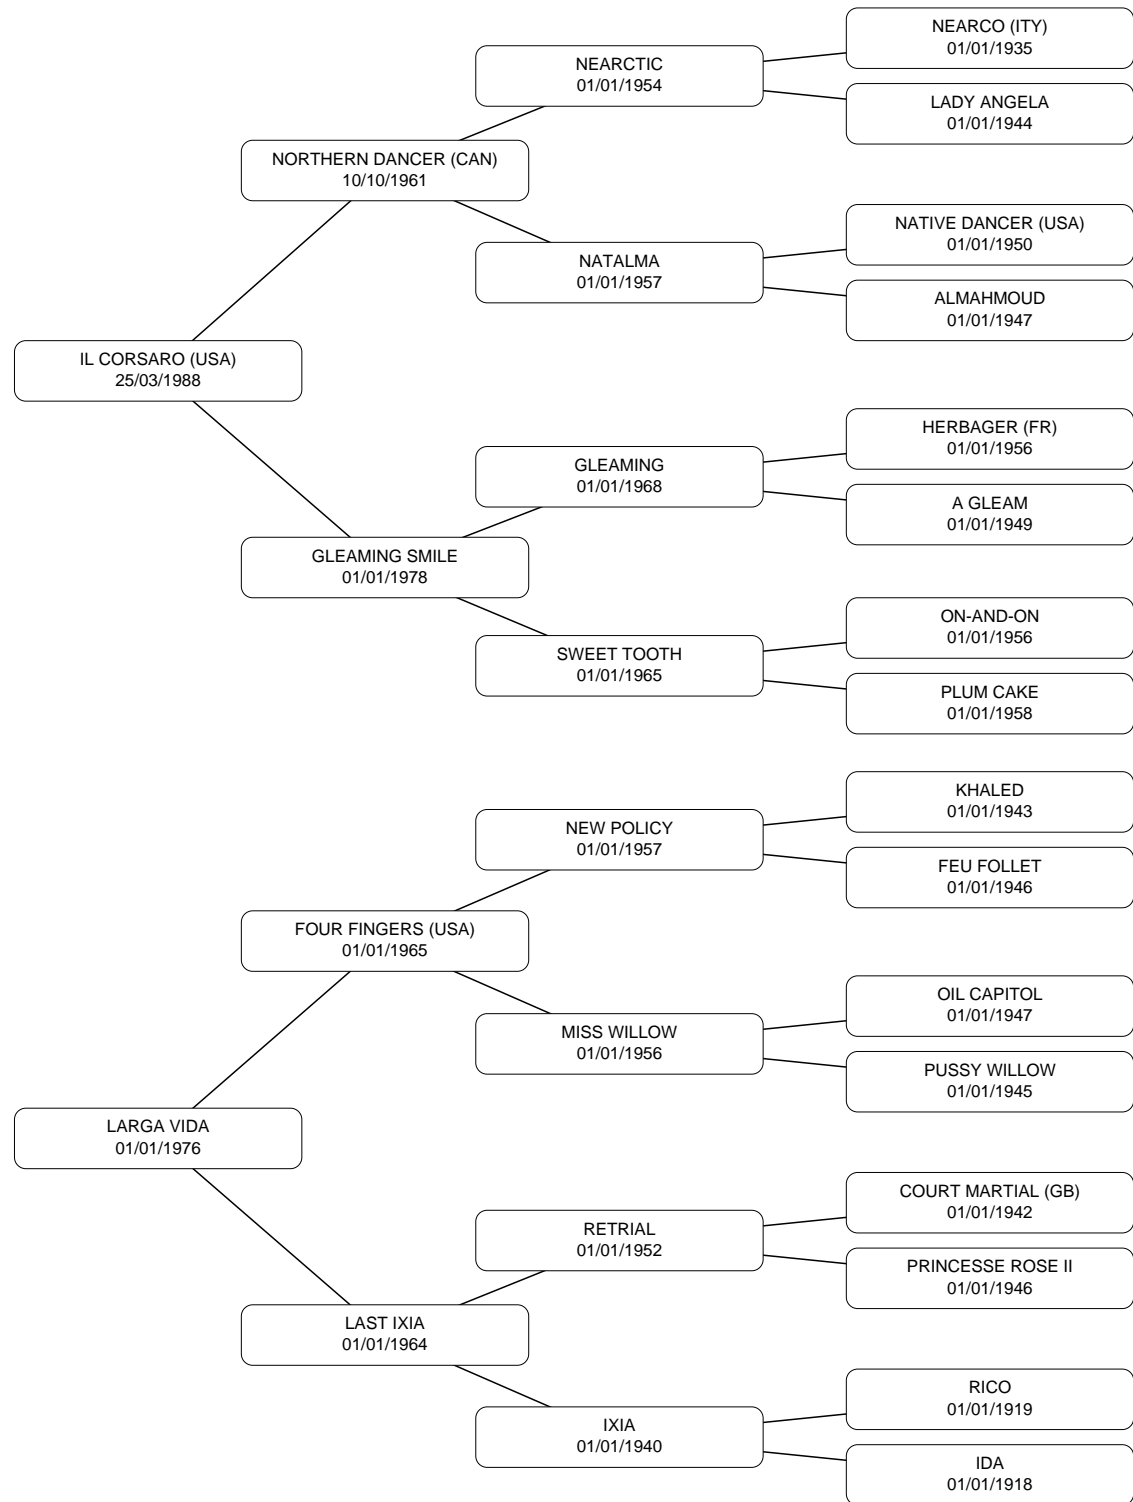 NEARCO (ITY)
01/01/1935
NEARCTIC
01/01/1954
LADY ANGELA
01/01/1944
NORTHERN DANCER (CAN)
10/10/1961
NATIVE DANCER (USA)
01/01/1950
NATALMA
01/01/1957
ALMAHMOUD
01/01/1947
IL CORSARO (USA)
25/03/1988
HERBAGER (FR)
01/01/1956
GLEAMING
01/01/1968
A GLEAM
01/01/1949
GLEAMING SMILE
01/01/1978
ON-AND-ON
01/01/1956
SWEET TOOTH
01/01/1965
PLUM CAKE
01/01/1958
KHALED
01/01/1943
NEW POLICY
01/01/1957
FEU FOLLET
01/01/1946
FOUR FINGERS (USA)
01/01/1965
OIL CAPITOL
01/01/1947
MISS WILLOW
01/01/1956
PUSSY WILLOW
01/01/1945
LARGA VIDA
01/01/1976
COURT MARTIAL (GB)
01/01/1942
RETRIAL
01/01/1952
PRINCESSE ROSE II
01/01/1946
LAST IXIA
01/01/1964
RICO
01/01/1919
IXIA
01/01/1940
IDA
01/01/1918